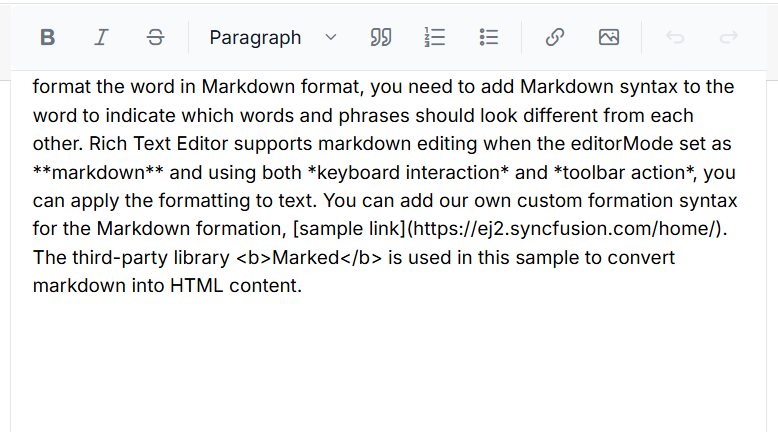 B I S Paragraph
format the word in Markdown format, you need to add Markdown syntax to the
word to indicate which words and phrases should look different from each
other. Rich Text Editor supports markdown editing when the editorMode set as
**markdown** and using both *keyboard interaction* and *toolbar action*, you
can apply the formatting to text. You can add our own custom formation syntax
for the Markdown formation, [sample link](https://ej2.syncfusion.com/home/).
The third-party library <b>Marked</b> is used in this sample to convert
markdown into HTML content.